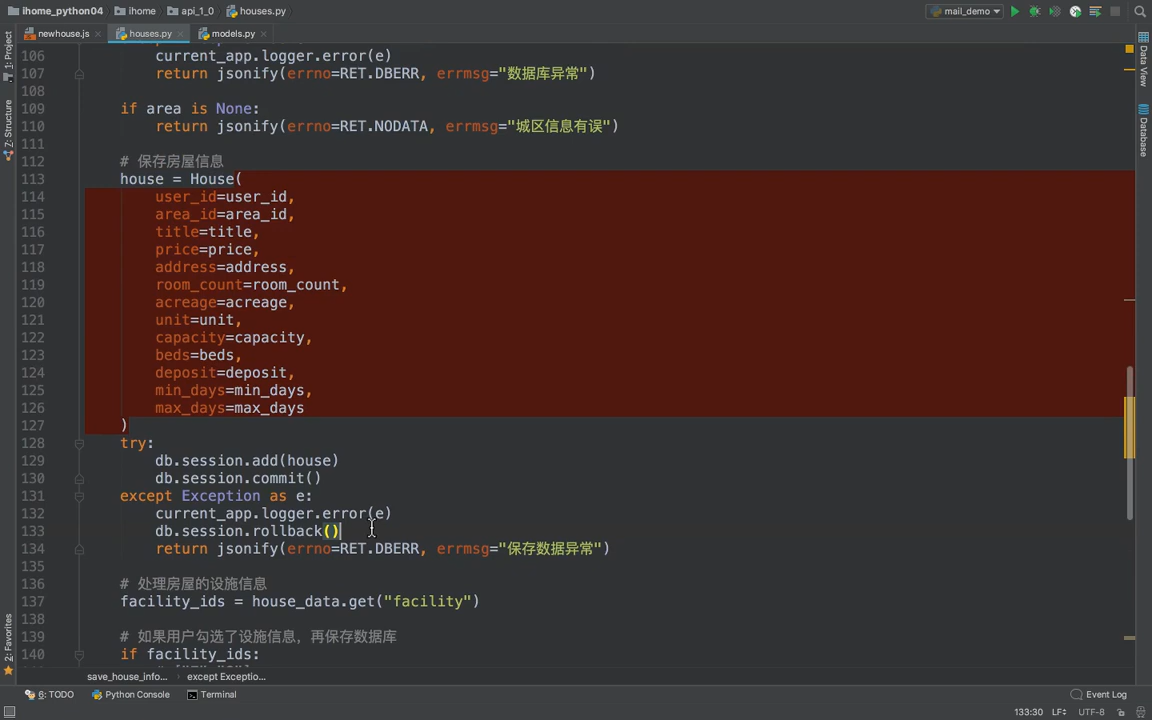 ihome_python04 ihome api_1_0 houses.py mail_demo
newhouse.js houses.py models.py
1: Project
7: Structure
2: Favorites
Data View
Database
106 current_app.logger.error(e)
107 return jsonify(errno=RET.DBERR, errmsg="数据库异常")
108
109 if area is None:
110 return jsonify(errno=RET.NODATA, errmsg="城区信息有误")
111
112 # 保存房屋信息
113 house = House(
114 user_id=user_id,
115 area_id=area_id,
116 title=title,
117 price=price,
118 address=address,
119 room_count=room_count,
120 acreage=acreage,
121 unit=unit,
122 capacity=capacity,
123 beds=beds,
124 deposit=deposit,
125 min_days=min_days,
126 max_days=max_days
127 )
128 try:
129 db.session.add(house)
130 db.session.commit()
131 except Exception as e:
132 current_app.logger.error(e)
133 db.session.rollback()
134 return jsonify(errno=RET.DBERR, errmsg="保存数据异常")
135
136 # 处理房屋的设施信息
137 facility_ids = house_data.get("facility")
138
139 # 如果用户勾选了设施信息，再保存数据库
140 if facility_ids:
save_house_info... except Exceptio...
6: TODO Python Console Terminal Event Log
133:30 LF UTF-8